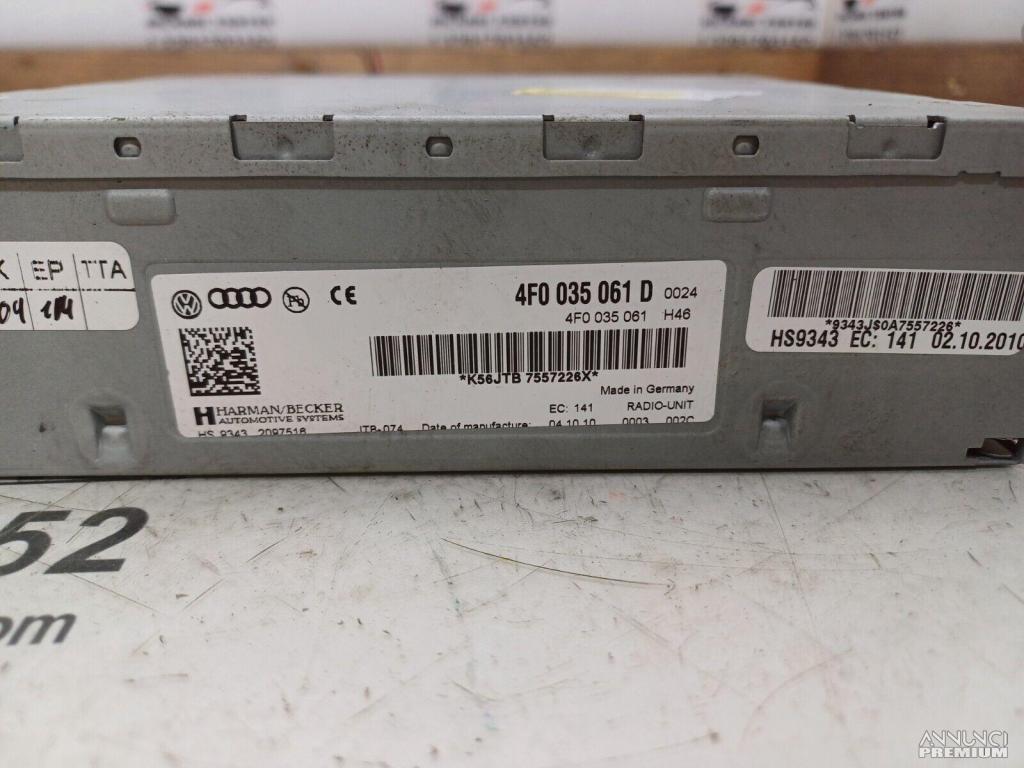 EP TTA
4F0 035 061 D 0024
4F0 035 061 H46
*K56JTB 7557226X*
Made in Germany
HARMAN/BECKER
AUTOMOTIVE SYSTEMS
EC: 141 RADIO-UNIT
HS 9343 2097518 ITB-074 Date of manufacture: 04.10.10 0003 002C
*9343JS0A7557226*
HS9343 EC: 141 02.10.2010
52
om
ANNUNCI
PREMIUM